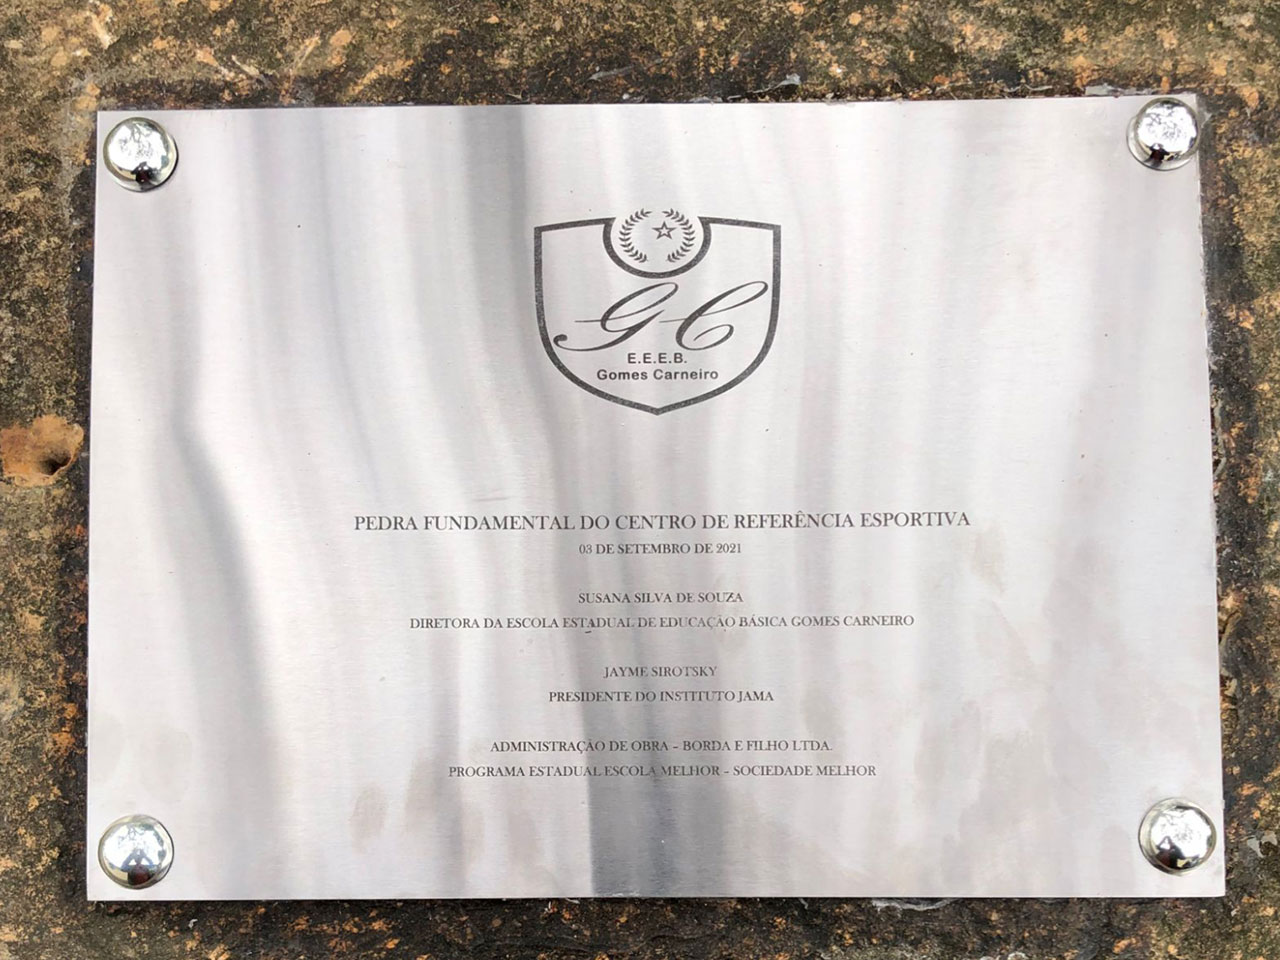 GC
E.E.E.B.
Gomes Carneiro
PEDRA FUNDAMENTAL DO CENTRO DE REFERÊNCIA ESPORTIVA
03 DE SETEMBRO DE 2021
SUSANA SILVA DE SOUZA
DIRETORA DA ESCOLA ESTADUAL DE EDUCAÇÃO BÁSICA GOMES CARNEIRO
JAYME SIROTSKY
PRESIDENTE DO INSTITUTO JAMA
ADMINISTRAÇÃO DE OBRA - BORDA E FILHO LTDA.
PROGRAMA ESTADUAL ESCOLA MELHOR - SOCIEDADE MELHOR